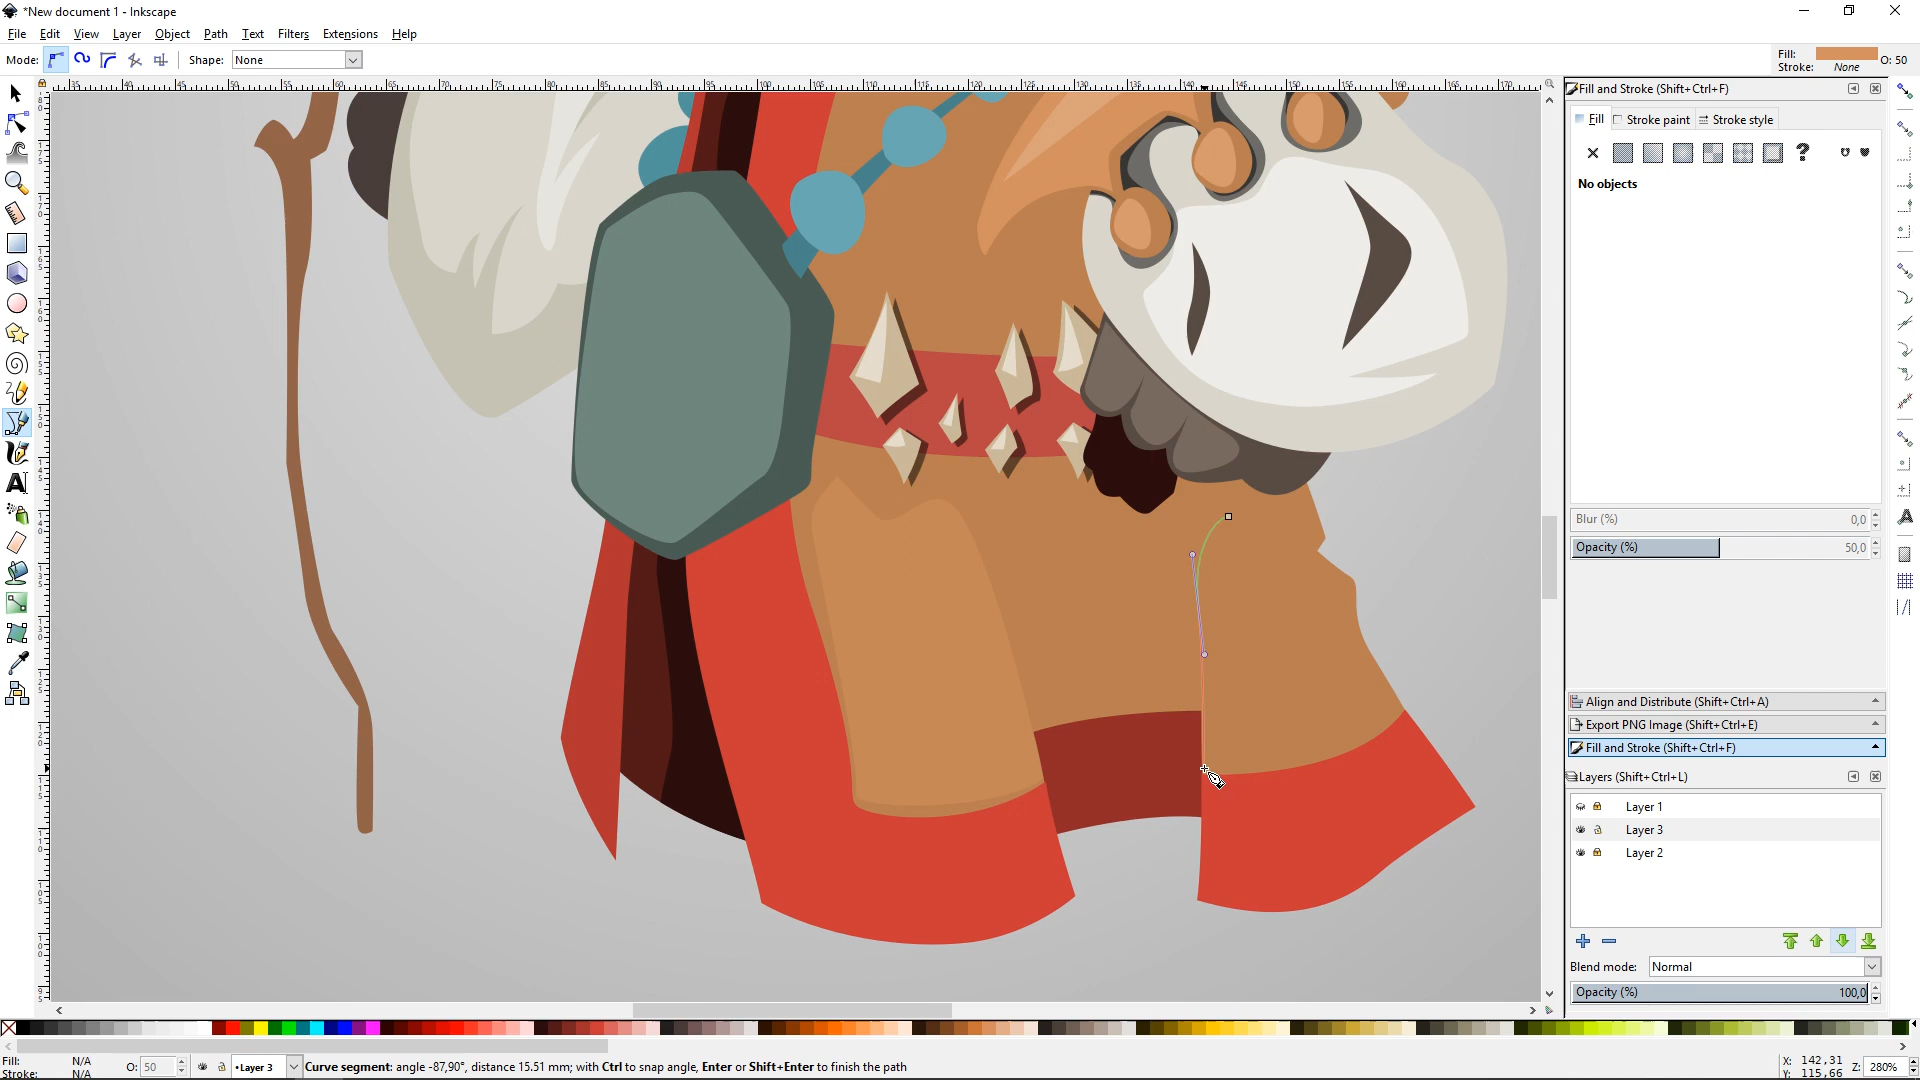 *New document 1 - Inkscape
File Edit View Layer Object Path Text Filters Extensions Help
Mode: Shape: None
Fill: O: 50
Stroke: None
Fill and Stroke (Shift+Ctrl+F)
Fill Stroke paint Stroke style
No objects
Blur (%) 0,0
Opacity (%) 50,0
Align and Distribute (Shift+Ctrl+A)
Export PNG Image (Shift+Ctrl+E)
Fill and Stroke (Shift+Ctrl+F)
Layers (Shift+Ctrl+L)
Layer 1
Layer 3
Layer 2
Blend mode: Normal
Opacity (%) 100,0
Fill: N/A O: 50 •Layer 3 Curve segment: angle -87,90°, distance 15.51 mm; with Ctrl to snap angle, Enter or Shift+Enter to finish the path X: 142,31 Z: 280%
Stroke: N/A Y: 115,66